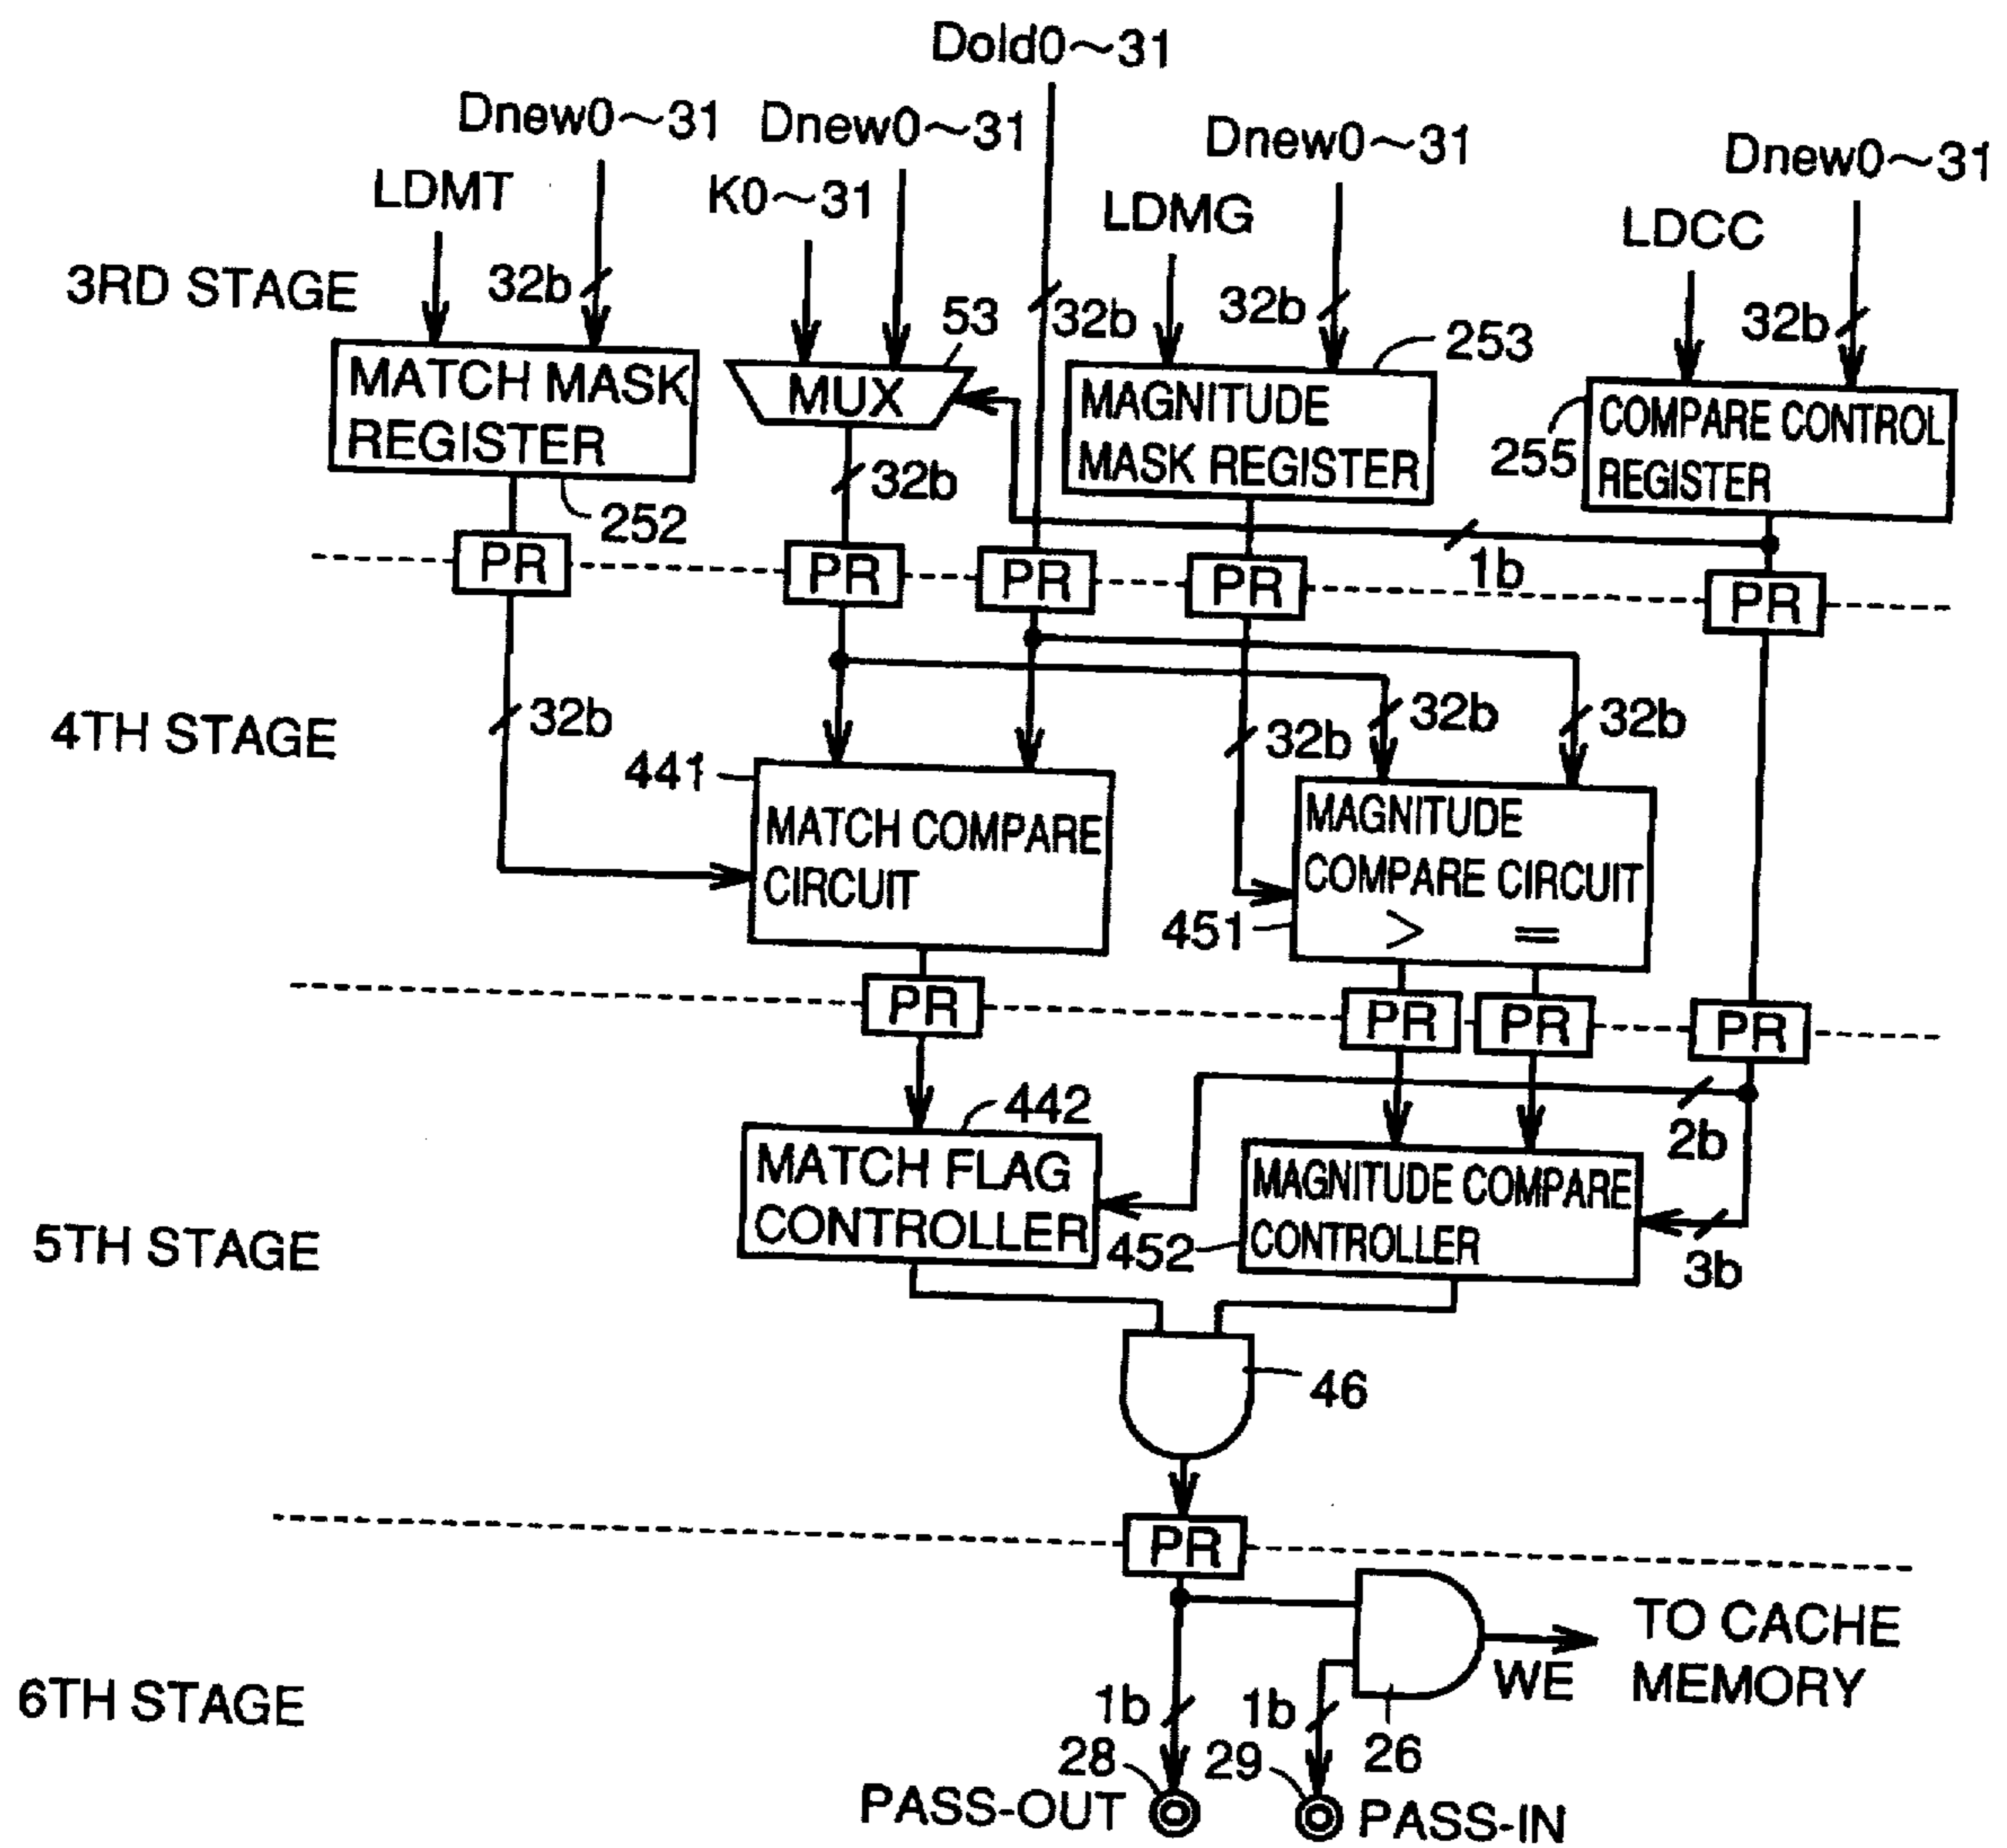 Dold0~31
Dnew0~31
Dnew0~31
Dnew0~31
Dnew0~31
LDMT
K0~31
LDMG
LDCC
3RD STAGE
32b
53
32b
32b
253
32b
MATCH MASK
REGISTER
MUX
MAGNITUDE
MASK REGISTER
255
COMPARE CONTROL
REGISTER
32b
252
1b
PR
PR
PR
PR
PR
4TH STAGE
32b
32b
32b
32b
441
MATCH COMPARE
CIRCUIT
MAGNITUDE
COMPARE CIRCUIT
> =
451
PR
PR
PR
PR
442
2b
MATCH FLAG
CONTROLLER
MAGNITUDE COMPARE
CONTROLLER
5TH STAGE
452
3b
46
PR
TO CACHE
MEMORY
WE
6TH STAGE
1b
1b
28
29
26
PASS-OUT
PASS-IN